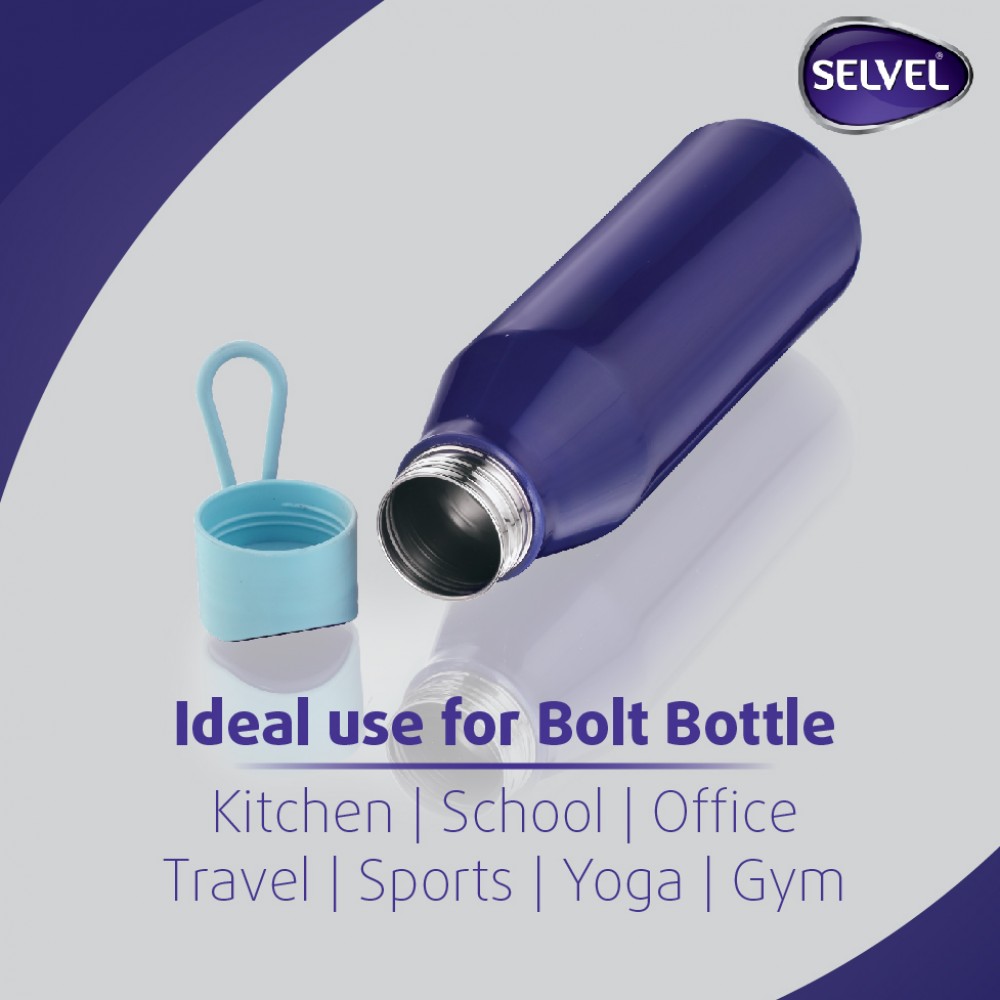 SELVEL®
Ideal use for Bolt Bottle
Kitchen | School | Office
Travel | Sports | Yoga | Gym